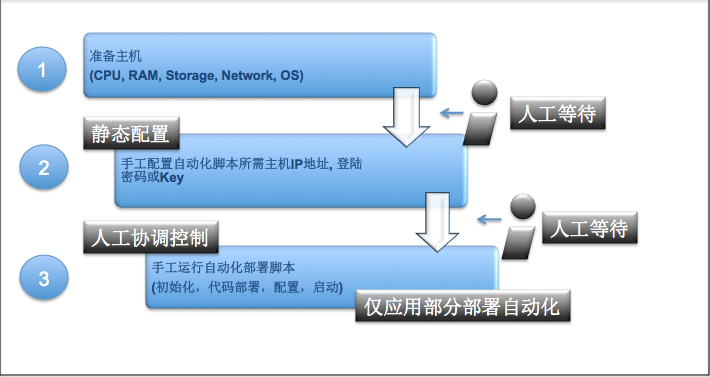 1
准备主机
(CPU, RAM, Storage, Network, OS)
人工等待
静态配置
2
手工配置自动化脚本所需主机IP地址, 登陆
密码或Key
人工等待
人工协调控制
3
手工运行自动化部署脚本
(初始化，代码部署，配置，启动)
仅应用部分部署自动化